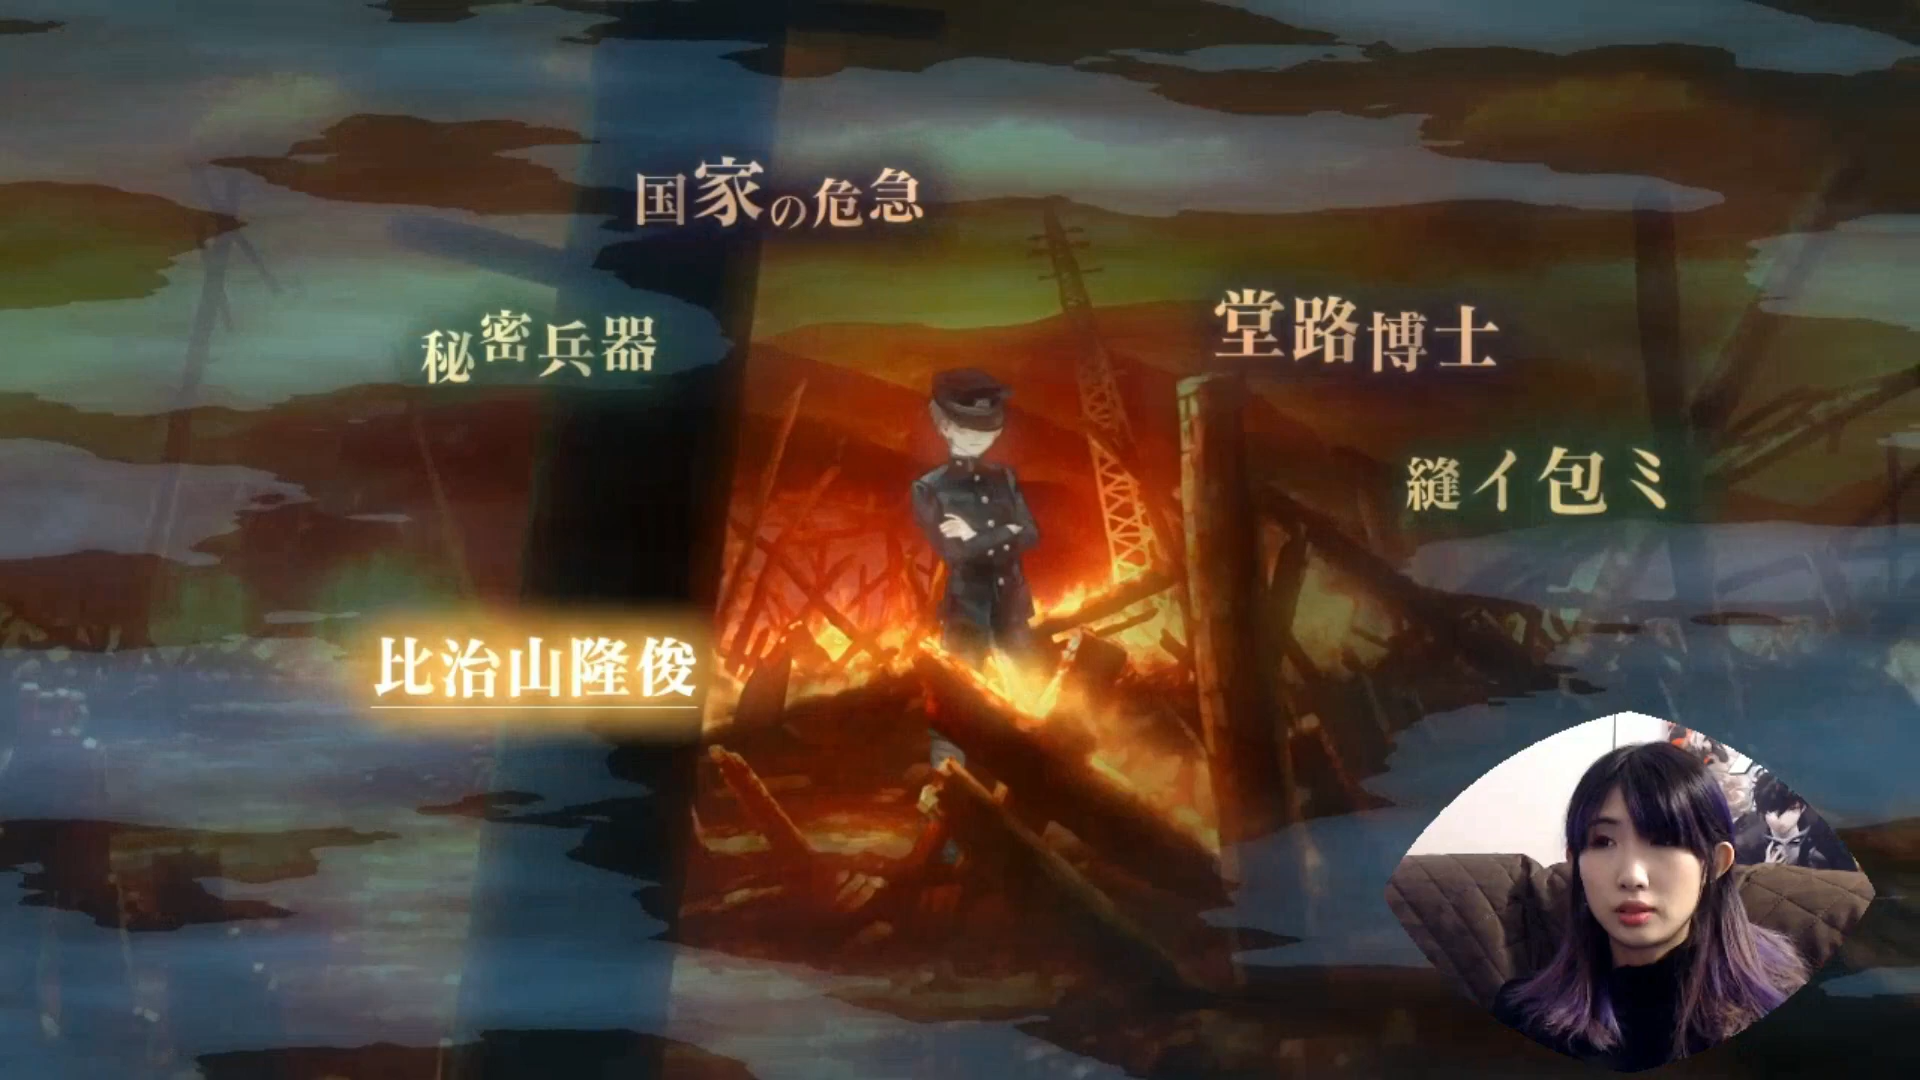 国家の危急
秘密兵器
堂路博士
縫イ包ミ
比治山隆俊